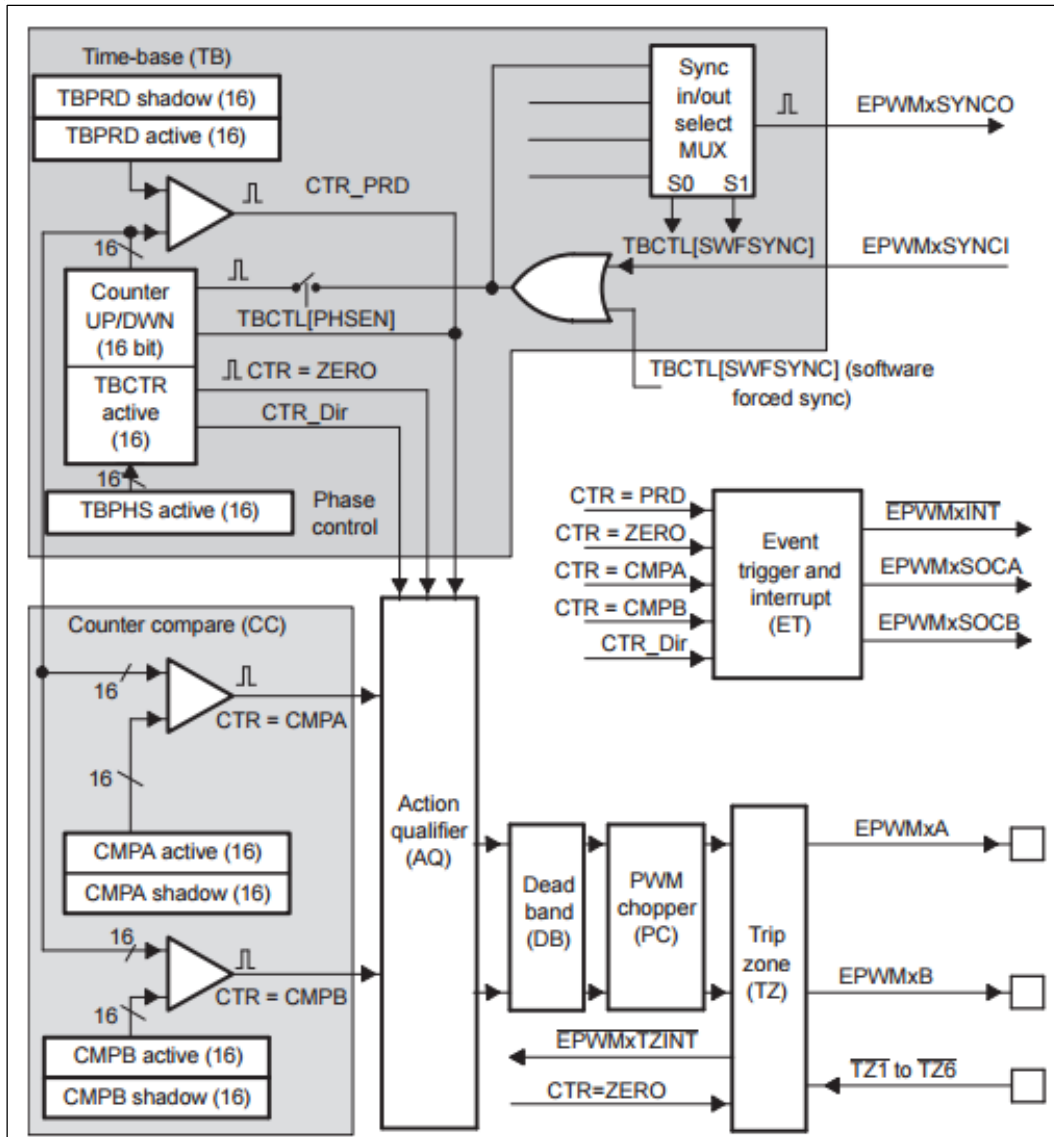 Time-base (TB)
TBPRD shadow (16)
TBPRD active (16)
CTR_PRD
16
Counter
UP/DWN
(16 bit)
TBCTR
active
(16)
TBCTL[PHSEN]
CTR = ZERO
CTR_Dir
16
TBPHS active (16)
Phase
control
Sync
in/out
select
MUX
S0 S1
EPWMxSYNCO
TBCTL[SWFSYNC]
EPWMxSYNCI
TBCTL[SWFSYNC] (software
forced sync)
CTR = PRD
CTR = ZERO
CTR = CMPA
CTR = CMPB
CTR_Dir
Event
trigger and
interrupt
(ET)
EPWMxINT
EPWMxSOCA
EPWMxSOCB
Counter compare (CC)
16
CTR = CMPA
16
CMPA active (16)
CMPA shadow (16)
16
CTR = CMPB
16
CMPB active (16)
CMPB shadow (16)
Action
qualifier
(AQ)
Dead
band
(DB)
PWM
chopper
(PC)
Trip
zone
(TZ)
EPWMxA
EPWMxB
EPWMxTZINT
TZ1 to TZ6
CTR=ZERO